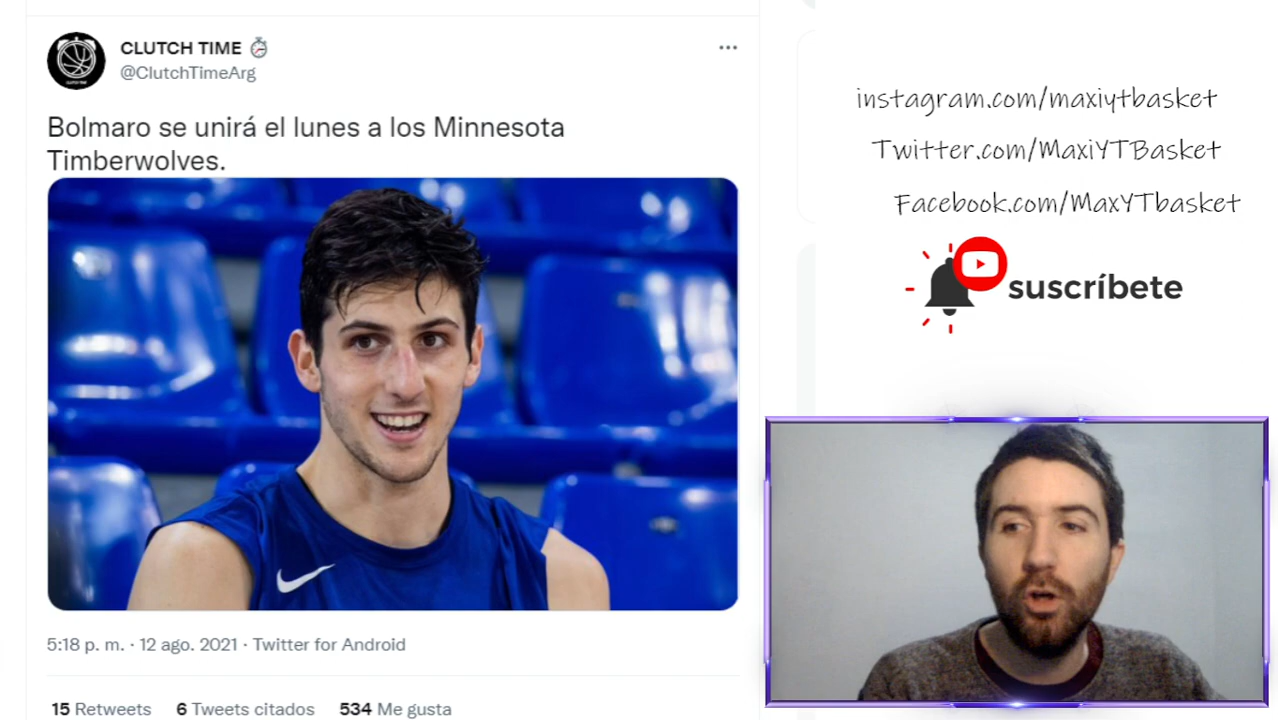 CLUTCH TIME
@ClutchTimeArg
Bolmaro se unirá el lunes a los Minnesota
Timberwolves.
5:18 p. m. · 12 ago. 2021 · Twitter for Android
15 Retweets 6 Tweets citados 534 Me gusta
instagram.com/maxiytbasket
Twitter.com/MaxiYTBasket
Facebook.com/MaxYTbasket
suscríbete